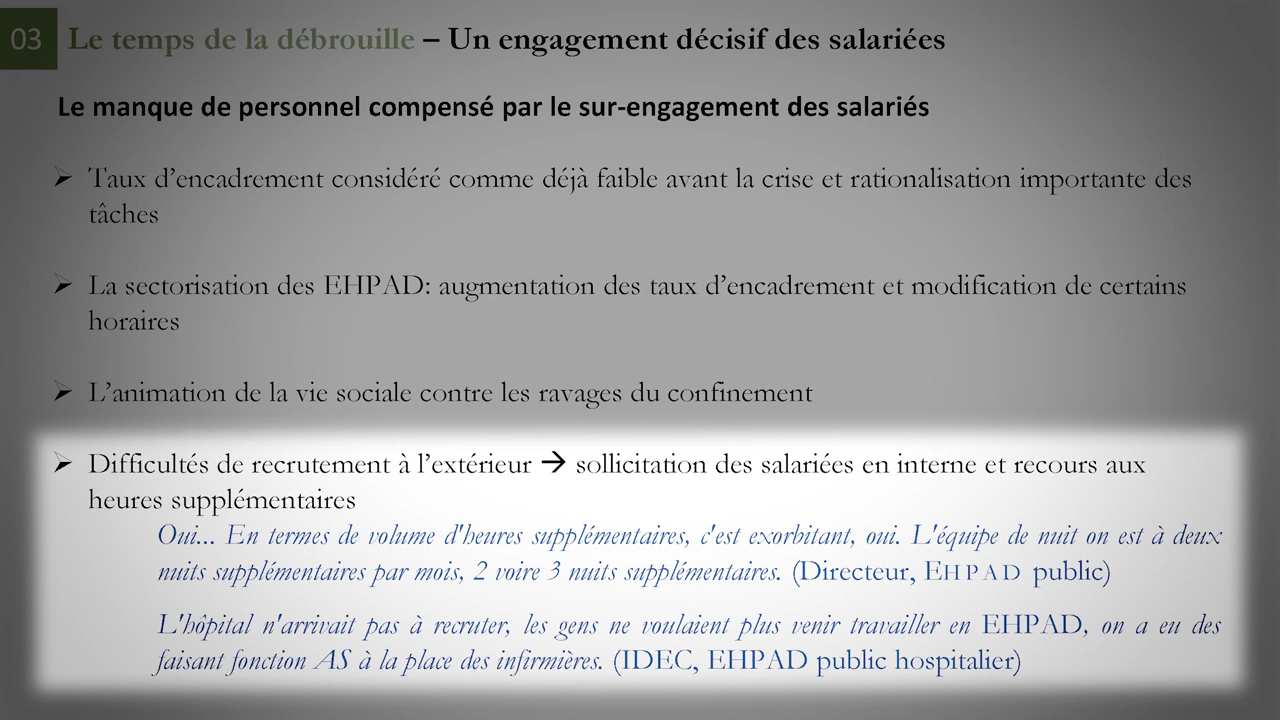 03 Le temps de la débrouille – Un engagement décisif des salariées
Le manque de personnel compensé par le sur-engagement des salariés
➢ Taux d’encadrement considéré comme déjà faible avant la crise et rationalisation importante des
tâches
➢ La sectorisation des EHPAD: augmentation des taux d’encadrement et modification de certains
horaires
➢ L’animation de la vie sociale contre les ravages du confinement
➢ Difficultés de recrutement à l’extérieur → sollicitation des salariées en interne et recours aux
heures supplémentaires
Oui... En termes de volume d'heures supplémentaires, c'est exorbitant, oui. L'équipe de nuit on est à deux
nuits supplémentaires par mois, 2 voire 3 nuits supplémentaires. (Directeur, EHPAD public)
L'hôpital n'arrivait pas à recruter, les gens ne voulaient plus venir travailler en EHPAD, on a eu des
faisant fonction AS à la place des infirmières. (IDEC, EHPAD public hospitalier)